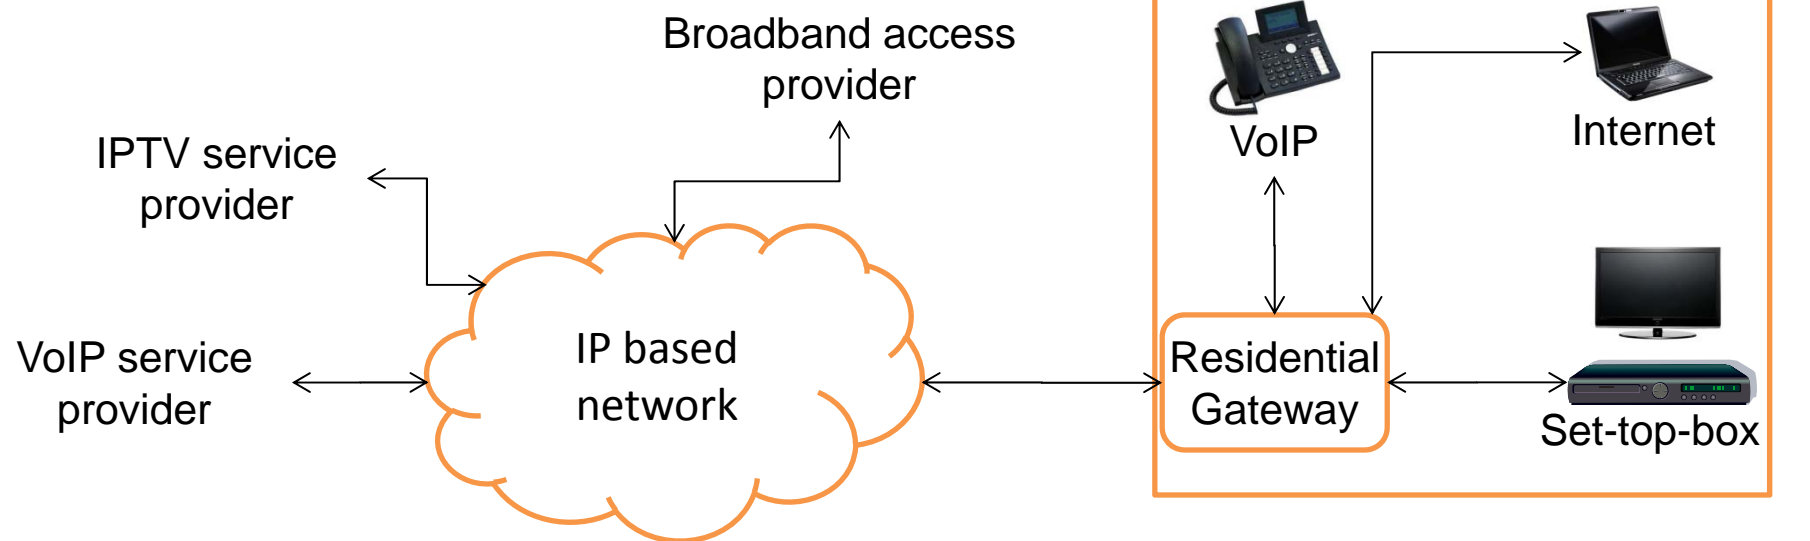 Broadband access
provider
IPTV service
provider
VoIP service
provider
IP based
network
VoIP
Internet
Residential
Gateway
Set-top-box